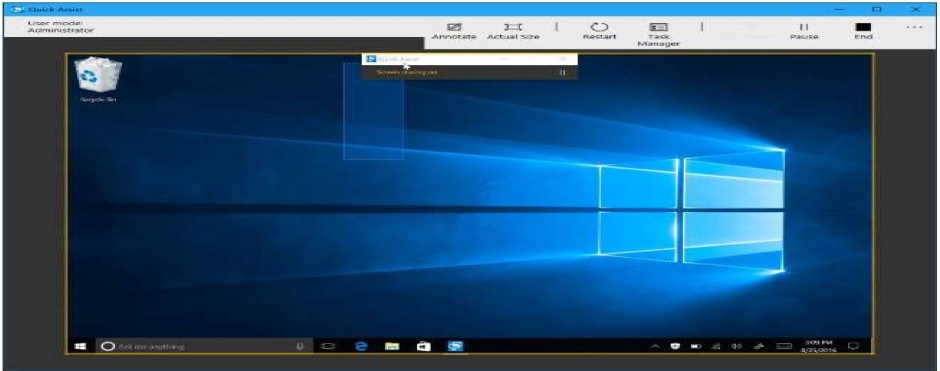 Quick Assist
User mode:
Administrator
Annotate
Actual Size
Restart
Task
Manager
Pause
End
Quick Assist
Screen sharing on
Recycle Bin
Ask me anything
3:09 PM
8/25/2016